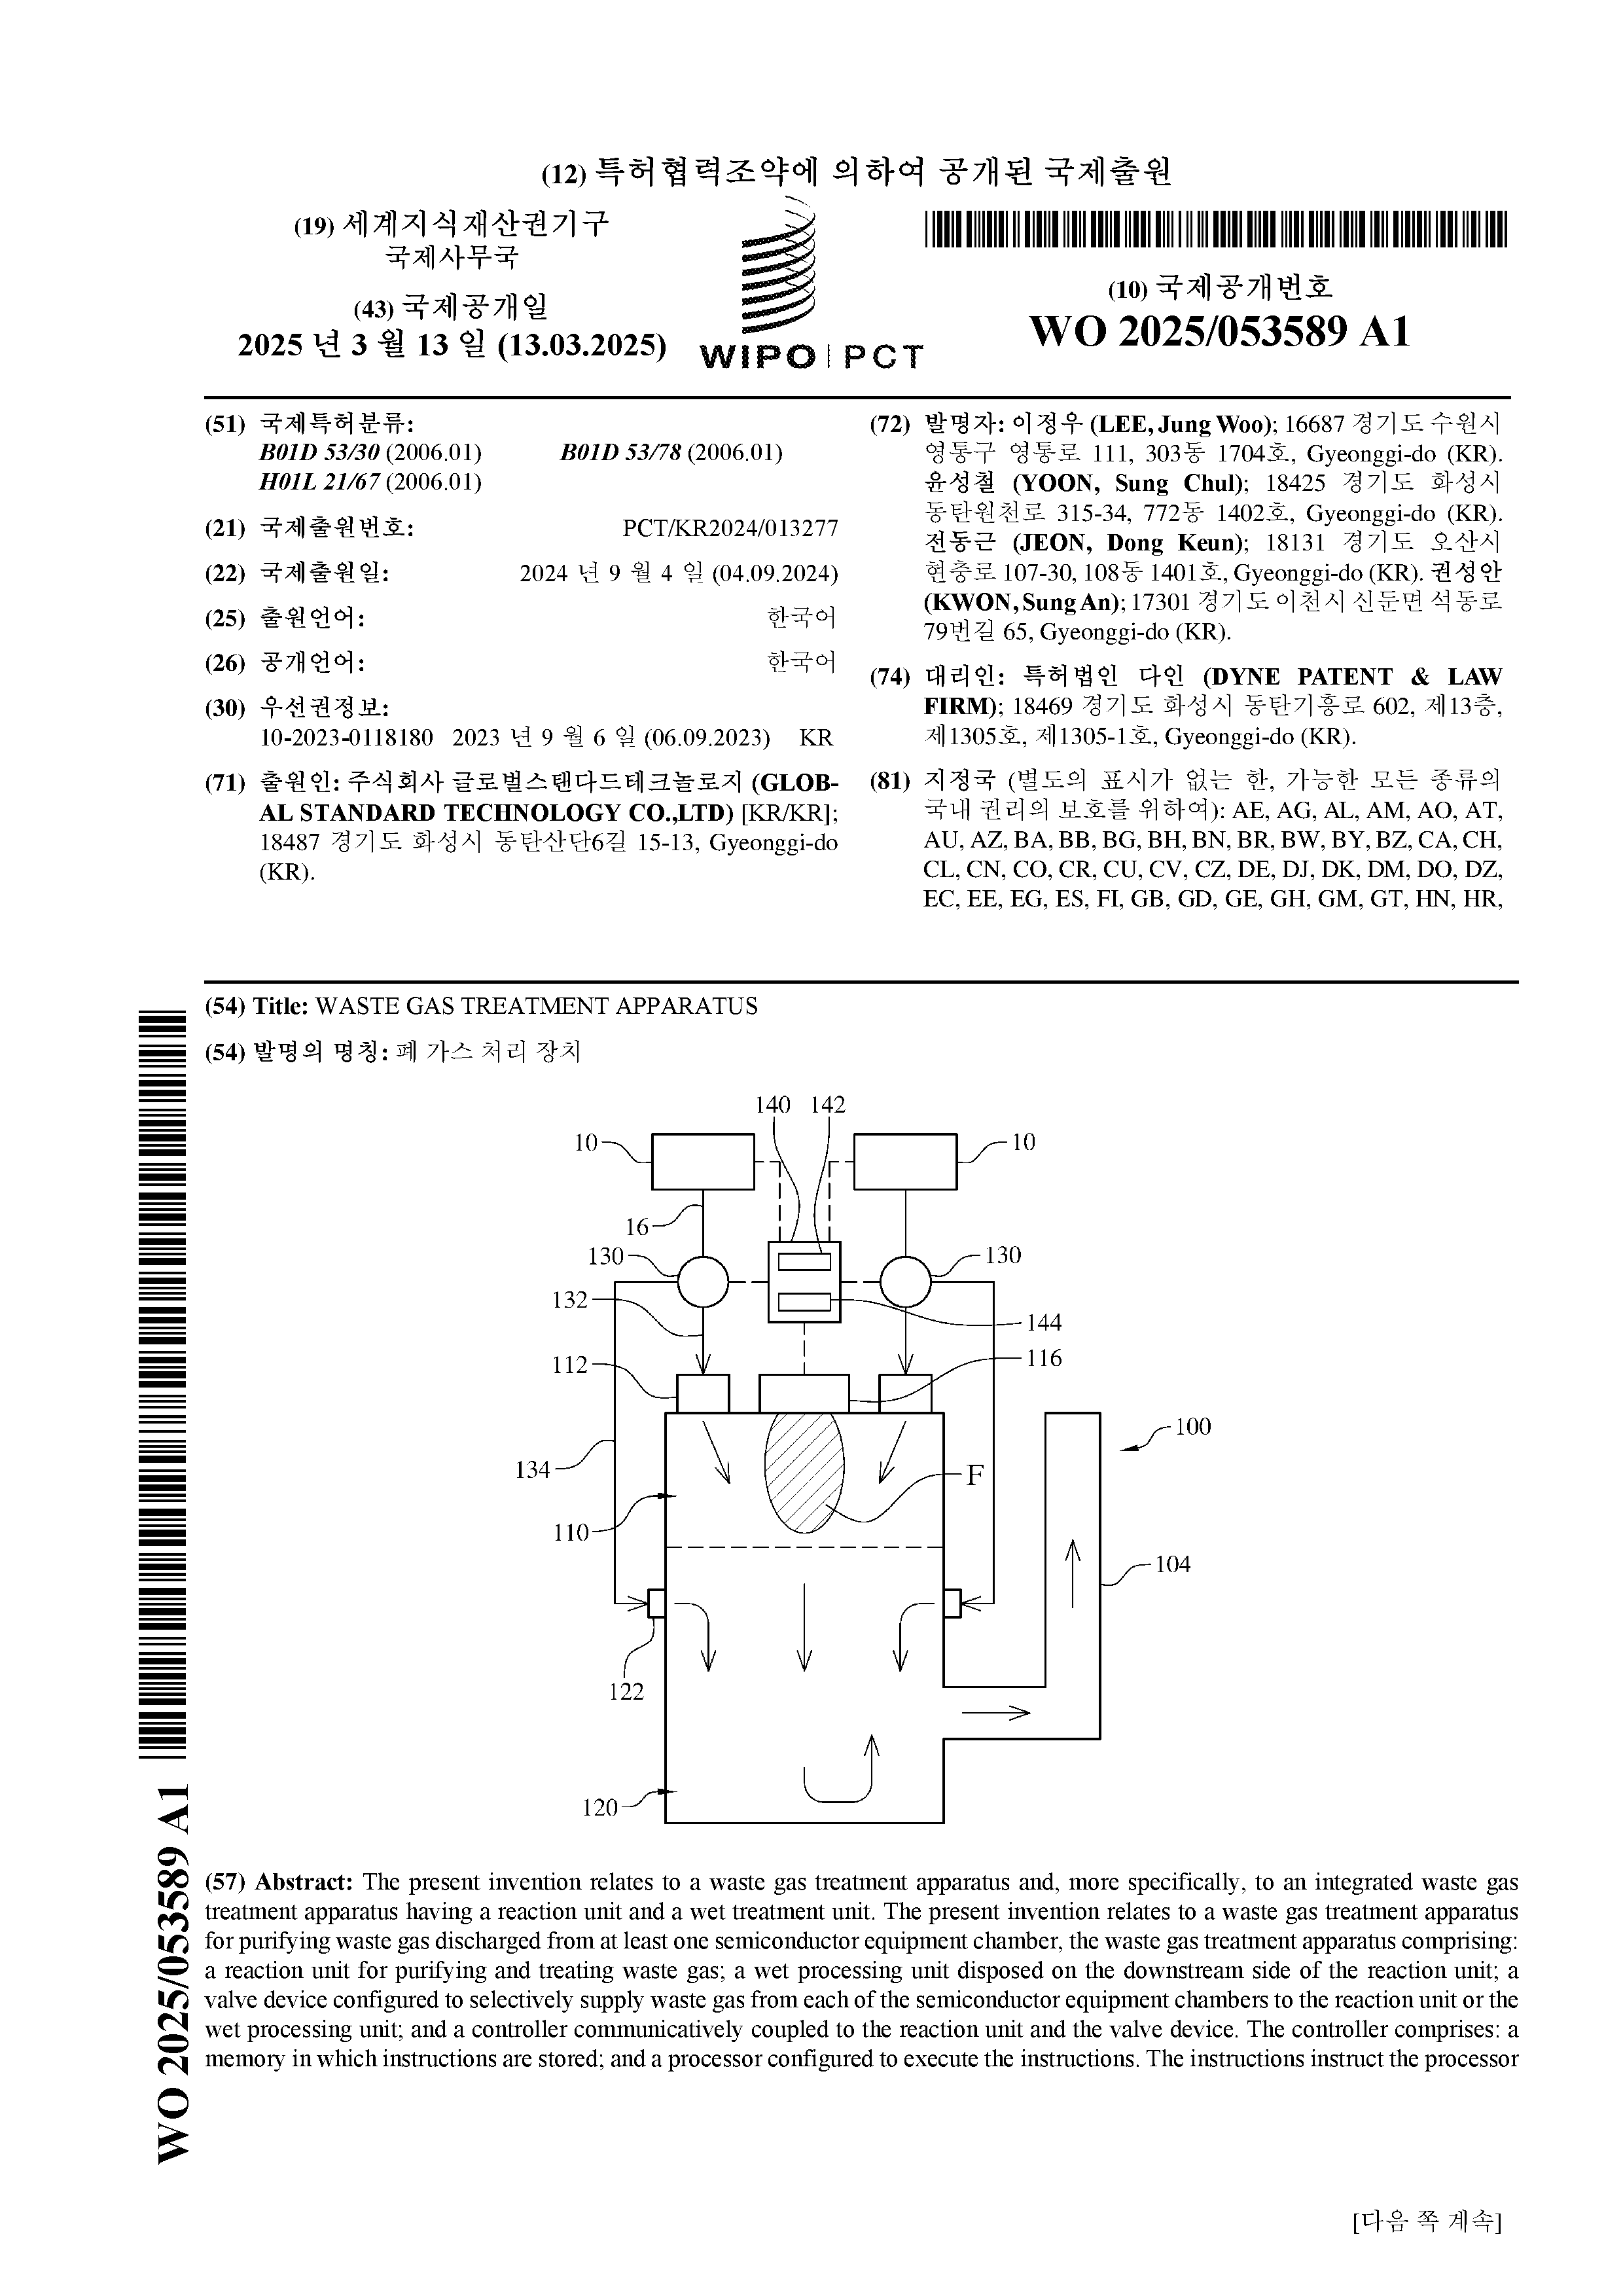 (12) 특허협력조약에 의하여 공개된 국제출원
(19) 세계지식재산권기구
국제사무국
(43) 국제공개일
2025 년 3 월 13 일 (13.03.2025)
WIPO | PCT
(10) 국제공개번호
WO 2025/053589 A1
(51) 국제특허분류:
B01D 53/30 (2006.01) B01D 53/78 (2006.01)
H01L 21/67 (2006.01)
(21) 국제출원번호: PCT/KR2024/013277
(22) 국제출원일: 2024 년 9 월 4 일 (04.09.2024)
(25) 출원언어: 한국어
(26) 공개언어: 한국어
(30) 우선권정보:
10-2023-0118180 2023 년 9 월 6 일 (06.09.2023) KR
(71) 출원인: 주식회사 글로벌스탠다드테크놀로지 (GLOB-
AL STANDARD TECHNOLOGY CO.,LTD) [KR/KR];
18487 경기도 화성시 동탄산단6길 15-13, Gyeonggi-do
(KR).
(72) 발명자: 이정우 (LEE, Jung Woo); 16687 경기도 수원시
영통구 영통로 111, 303동 1704호, Gyeonggi-do (KR).
윤성철 (YOON, Sung Chul); 18425 경기도 화성시
동탄원천로 315-34, 772동 1402호, Gyeonggi-do (KR).
전동근 (JEON, Dong Keun); 18131 경기도 오산시
현충로 107-30, 108동 1401호, Gyeonggi-do (KR). 권성안
(KWON, Sung An); 17301 경기도 이천시 신둔면 석동로
79번길 65, Gyeonggi-do (KR).
(74) 대리인: 특허법인 다인 (DYNE PATENT & LAW
FIRM); 18469 경기도 화성시 동탄기흥로 602, 제13층,
제1305호, 제1305-1호, Gyeonggi-do (KR).
(81) 지정국 (별도의 표시가 없는 한, 가능한 모든 종류의
국내 권리의 보호를 위하여): AE, AG, AL, AM, AO, AT,
AU, AZ, BA, BB, BG, BH, BN, BR, BW, BY, BZ, CA, CH,
CL, CN, CO, CR, CU, CV, CZ, DE, DJ, DK, DM, DO, DZ,
EC, EE, EG, ES, FI, GB, GD, GE, GH, GM, GT, HN, HR,
(54) Title: WASTE GAS TREATMENT APPARATUS
(54) 발명의 명칭: 폐 가스 처리 장치
140 142
10 10
16
130 130
132
144
112 116
100
134 F
110
104
122
120
(57) Abstract: The present invention relates to a waste gas treatment apparatus and, more specifically, to an integrated waste gas
treatment apparatus having a reaction unit and a wet treatment unit. The present invention relates to a waste gas treatment apparatus
for purifying waste gas discharged from at least one semiconductor equipment chamber, the waste gas treatment apparatus comprising:
a reaction unit for purifying and treating waste gas; a wet processing unit disposed on the downstream side of the reaction unit; a
valve device configured to selectively supply waste gas from each of the semiconductor equipment chambers to the reaction unit or the
wet processing unit; and a controller communicatively coupled to the reaction unit and the valve device. The controller comprises: a
memory in which instructions are stored; and a processor configured to execute the instructions. The instructions instruct the processor
WO 2025/053589 A1
[다음 쪽 계속]